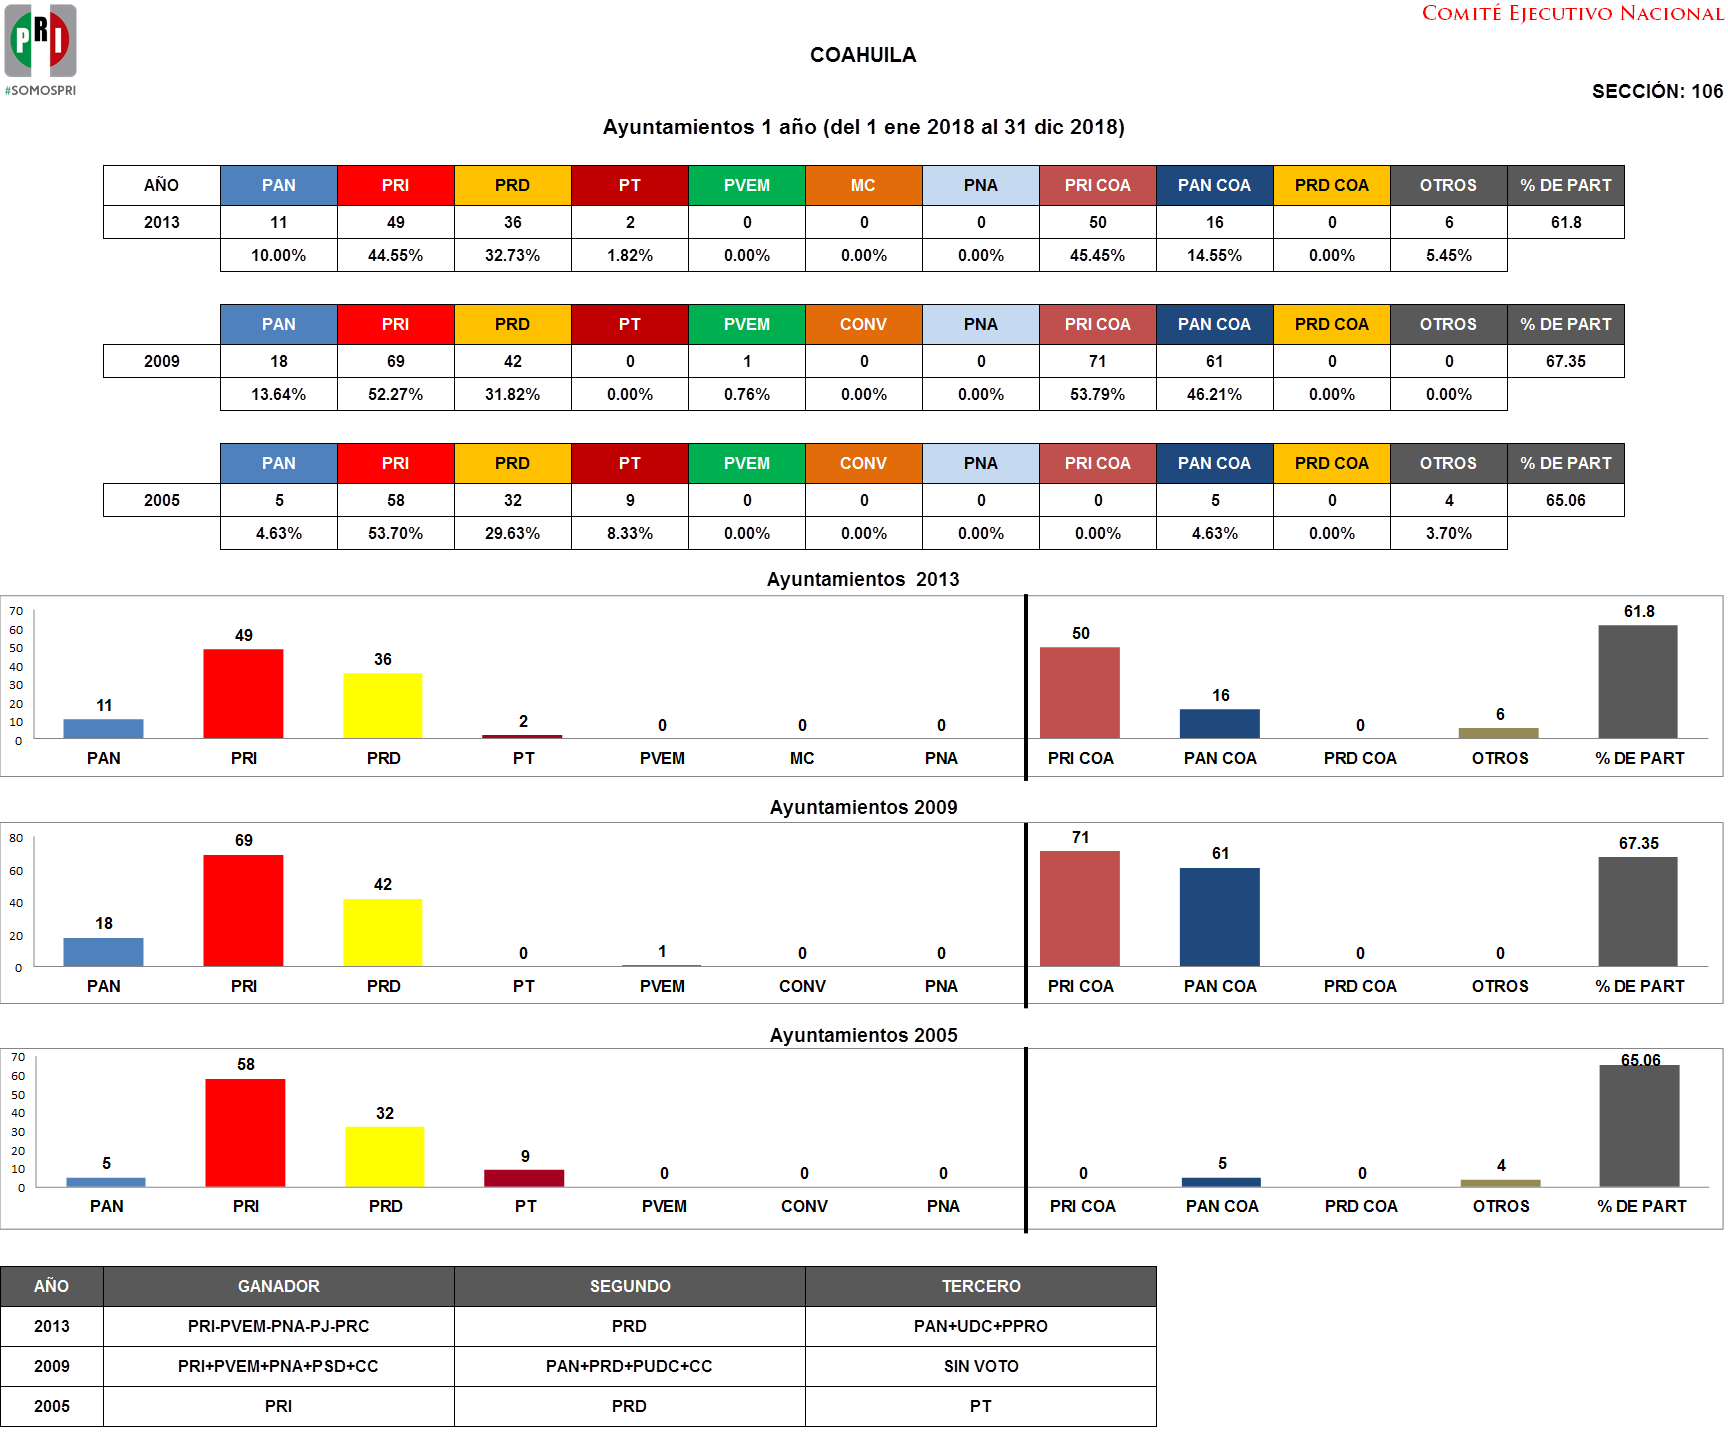 COMITÉ EJECUTIVO NACIONAL
PRI
#SOMOSPRI
COAHUILA
SECCIÓN: 106
Ayuntamientos 1 año (del 1 ene 2018 al 31 dic 2018)
AÑO PAN PRI PRD PT PVEM MC PNA PRI COA PAN COA PRD COA OTROS % DE PART
2013 11 49 36 2 0 0 0 50 16 0 6 61.8
10.00% 44.55% 32.73% 1.82% 0.00% 0.00% 0.00% 45.45% 14.55% 0.00% 5.45%
PAN PRI PRD PT PVEM CONV PNA PRI COA PAN COA PRD COA OTROS % DE PART
2009 18 69 42 0 1 0 0 71 61 0 0 67.35
13.64% 52.27% 31.82% 0.00% 0.76% 0.00% 0.00% 53.79% 46.21% 0.00% 0.00%
PAN PRI PRD PT PVEM CONV PNA PRI COA PAN COA PRD COA OTROS % DE PART
2005 5 58 32 9 0 0 0 0 5 0 4 65.06
4.63% 53.70% 29.63% 8.33% 0.00% 0.00% 0.00% 0.00% 4.63% 0.00% 3.70%
Ayuntamientos 2013
70
60
50
40
30
20
10
0
11 49 36 2 0 0 0 50 16 0 6 61.8
PAN PRI PRD PT PVEM MC PNA PRI COA PAN COA PRD COA OTROS % DE PART
Ayuntamientos 2009
80
60
40
20
0
18 69 42 0 1 0 0 71 61 0 0 67.35
PAN PRI PRD PT PVEM CONV PNA PRI COA PAN COA PRD COA OTROS % DE PART
Ayuntamientos 2005
70
60
50
40
30
20
10
0
5 58 32 9 0 0 0 0 5 0 4 65.06
PAN PRI PRD PT PVEM CONV PNA PRI COA PAN COA PRD COA OTROS % DE PART
AÑO GANADOR SEGUNDO TERCERO
2013 PRI-PVEM-PNA-PJ-PRC PRD PAN+UDC+PPRO
2009 PRI+PVEM+PNA+PSD+CC PAN+PRD+PUDC+CC SIN VOTO
2005 PRI PRD PT